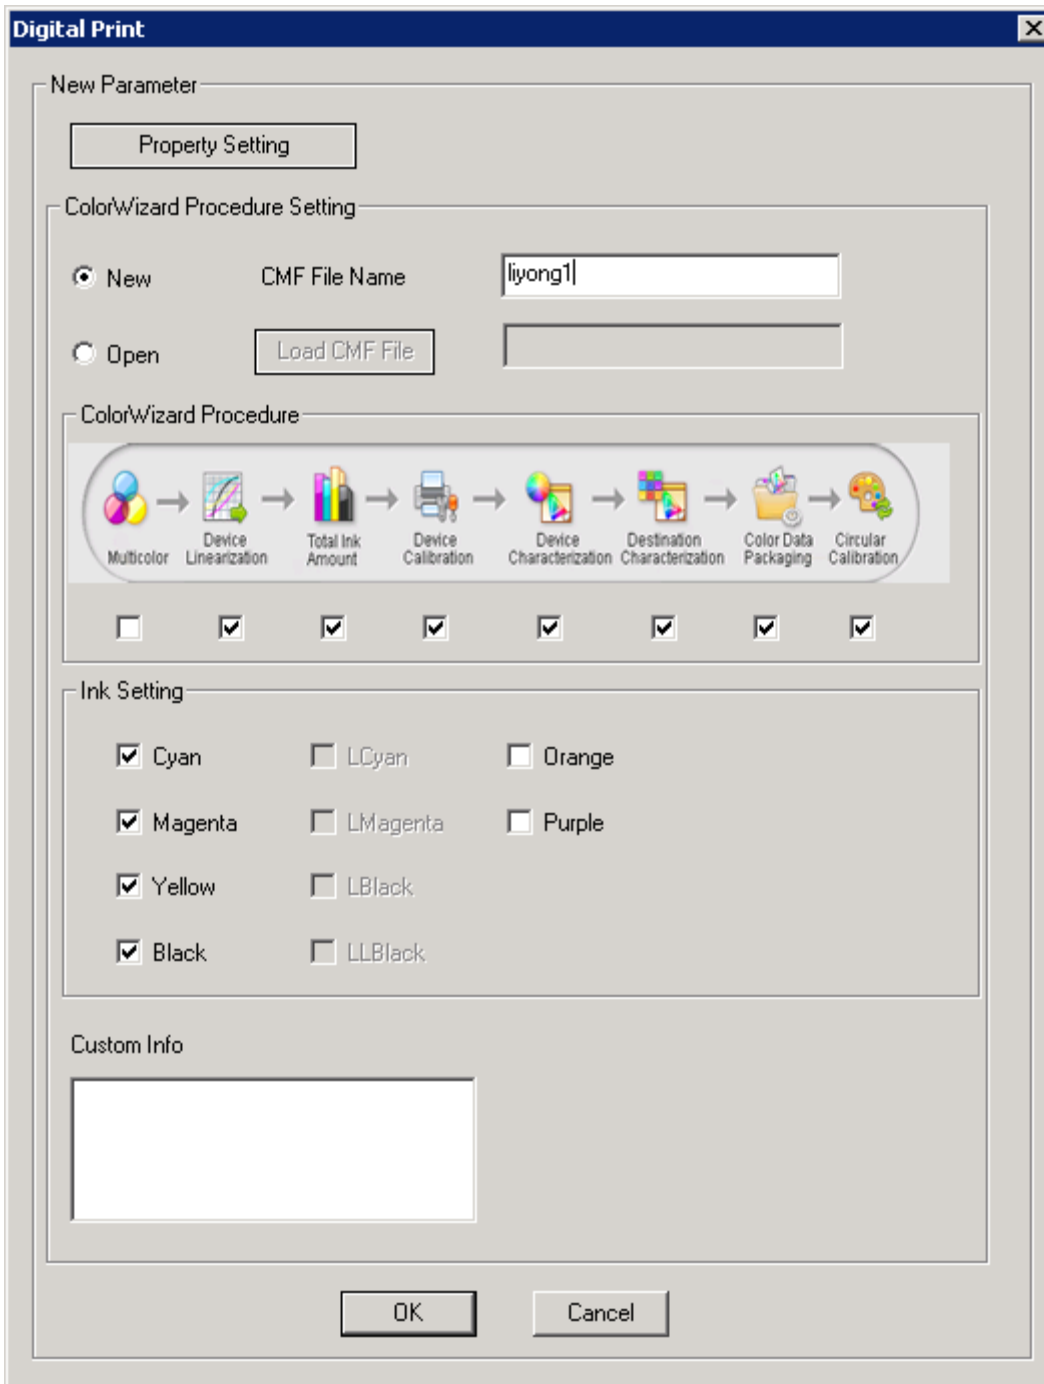 Digital Print
New Parameter
Property Setting
ColorWizard Procedure Setting
New CMF File Name liyong1
Open Load CMF File
ColorWizard Procedure
Multicolor Device Linearization Total Ink Amount Device Calibration Device Characterization Destination Characterization Color Data Packaging Circular Calibration
Ink Setting
Cyan LCyan Orange
Magenta LMagenta Purple
Yellow LBlack
Black LLBlack
Custom Info
OK Cancel